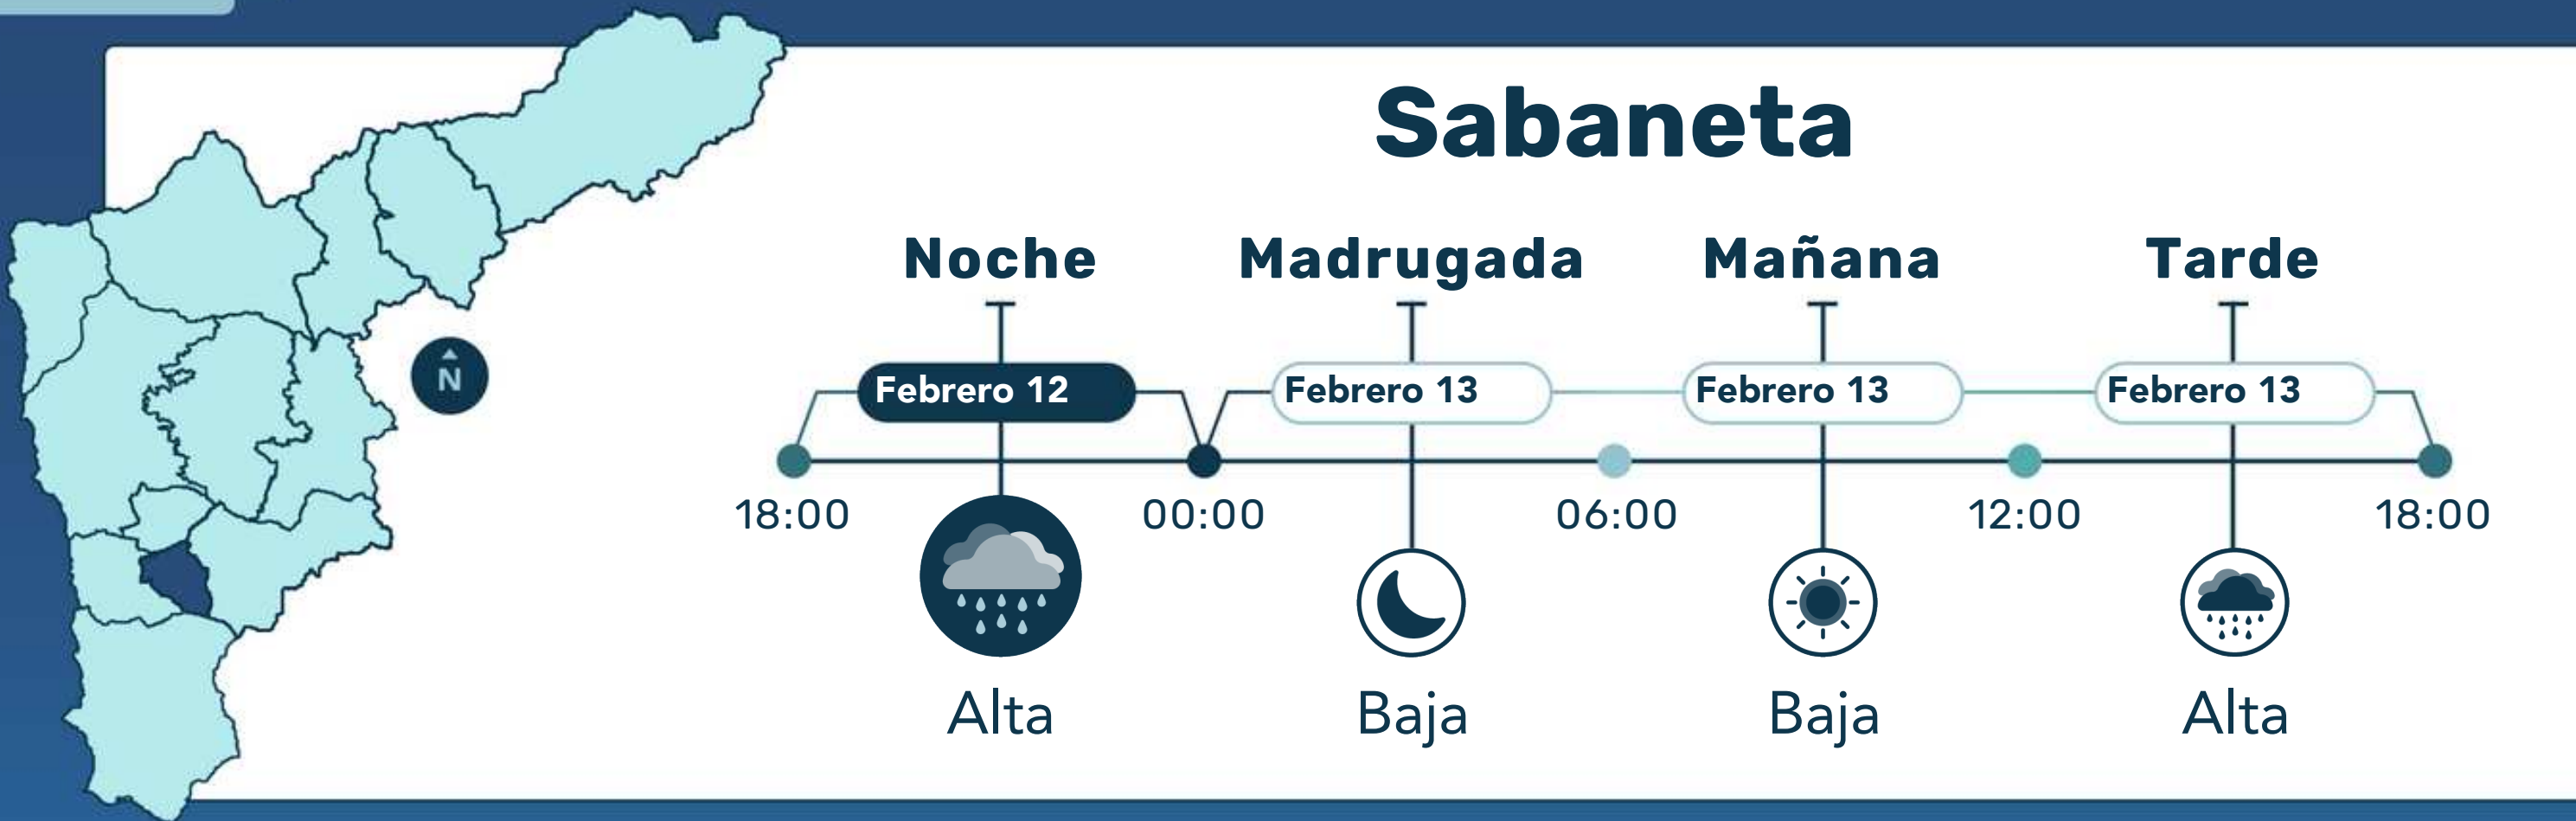 Sabaneta
Noche Madrugada Mañana Tarde
Febrero 12 Febrero 13 Febrero 13 Febrero 13
N
18:00 00:00 06:00 12:00 18:00
Alta Baja Baja Alta